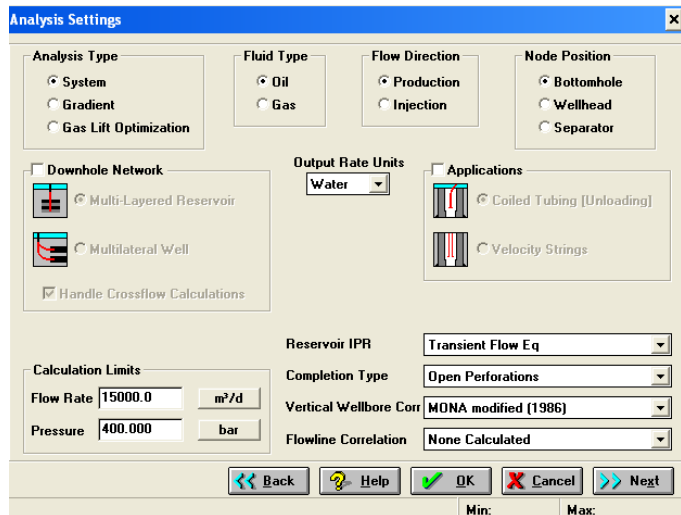 Analysis Settings
Analysis Type
System
Gradient
Gas Lift Optimization
Fluid Type
Oil
Gas
Flow Direction
Production
Injection
Node Position
Bottomhole
Wellhead
Separator
Downhole Network
Multi-Layered Reservoir
Multilateral Well
Handle Crossflow Calculations
Output Rate Units
Water
Applications
Coiled Tubing [Unloading]
Velocity Strings
Reservoir IPR Transient Flow Eq
Completion Type Open Perforations
Vertical Wellbore Corr MONA modified (1986)
Flowline Correlation None Calculated
Calculation Limits
Flow Rate 15000.0 m³/d
Pressure 400.000 bar
Back Help OK Cancel Next
Min: Max: